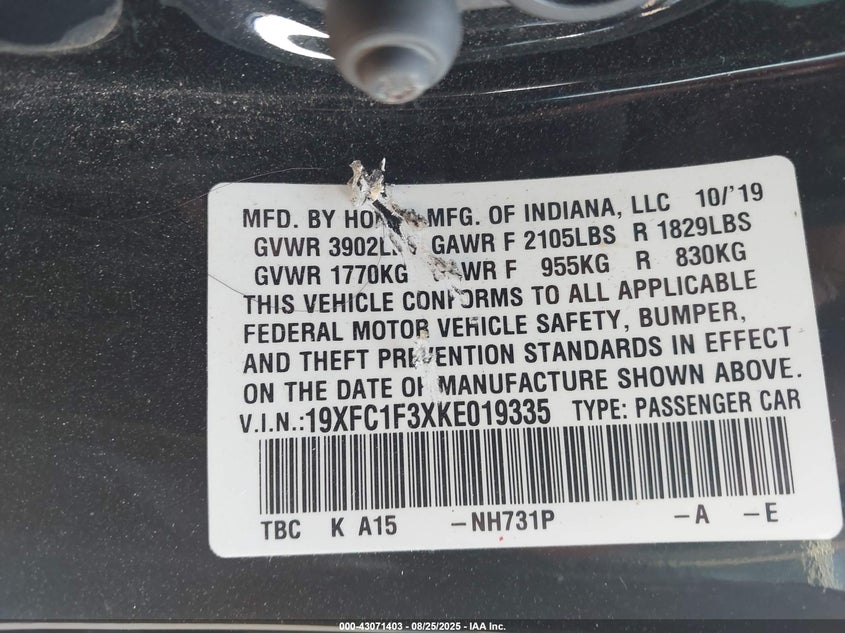 MFD. BY HONDA MFG. OF INDIANA, LLC 10/'19
GVWR 3902LBS GAWR F 2105LBS R 1829LBS
GVWR 1770KG GAWR F 955KG R 830KG
THIS VEHICLE CONFORMS TO ALL APPLICABLE
FEDERAL MOTOR VEHICLE SAFETY, BUMPER,
AND THEFT PREVENTION STANDARDS IN EFFECT
ON THE DATE OF MANUFACTURE SHOWN ABOVE.
V.I.N.:19XFC1F3XKE019335 TYPE: PASSENGER CAR
TBC K A15 -NH731P -A -E
000-43071403 - 08/25/2025 - IAA Inc.